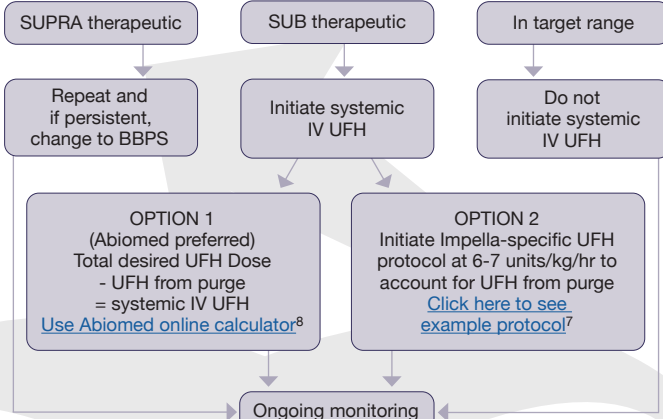 SUPRA therapeutic
SUB therapeutic
In target range
Repeat and
if persistent,
change to BBPS
Initiate systemic
IV UFH
Do not
initiate systemic
IV UFH
OPTION 1
(Abiomed preferred)
Total desired UFH Dose
- UFH from purge
= systemic IV UFH
Use Abiomed online calculator⁸
OPTION 2
Initiate Impella-specific UFH
protocol at 6-7 units/kg/hr to
account for UFH from purge
Click here to see
example protocol⁷
Ongoing monitoring